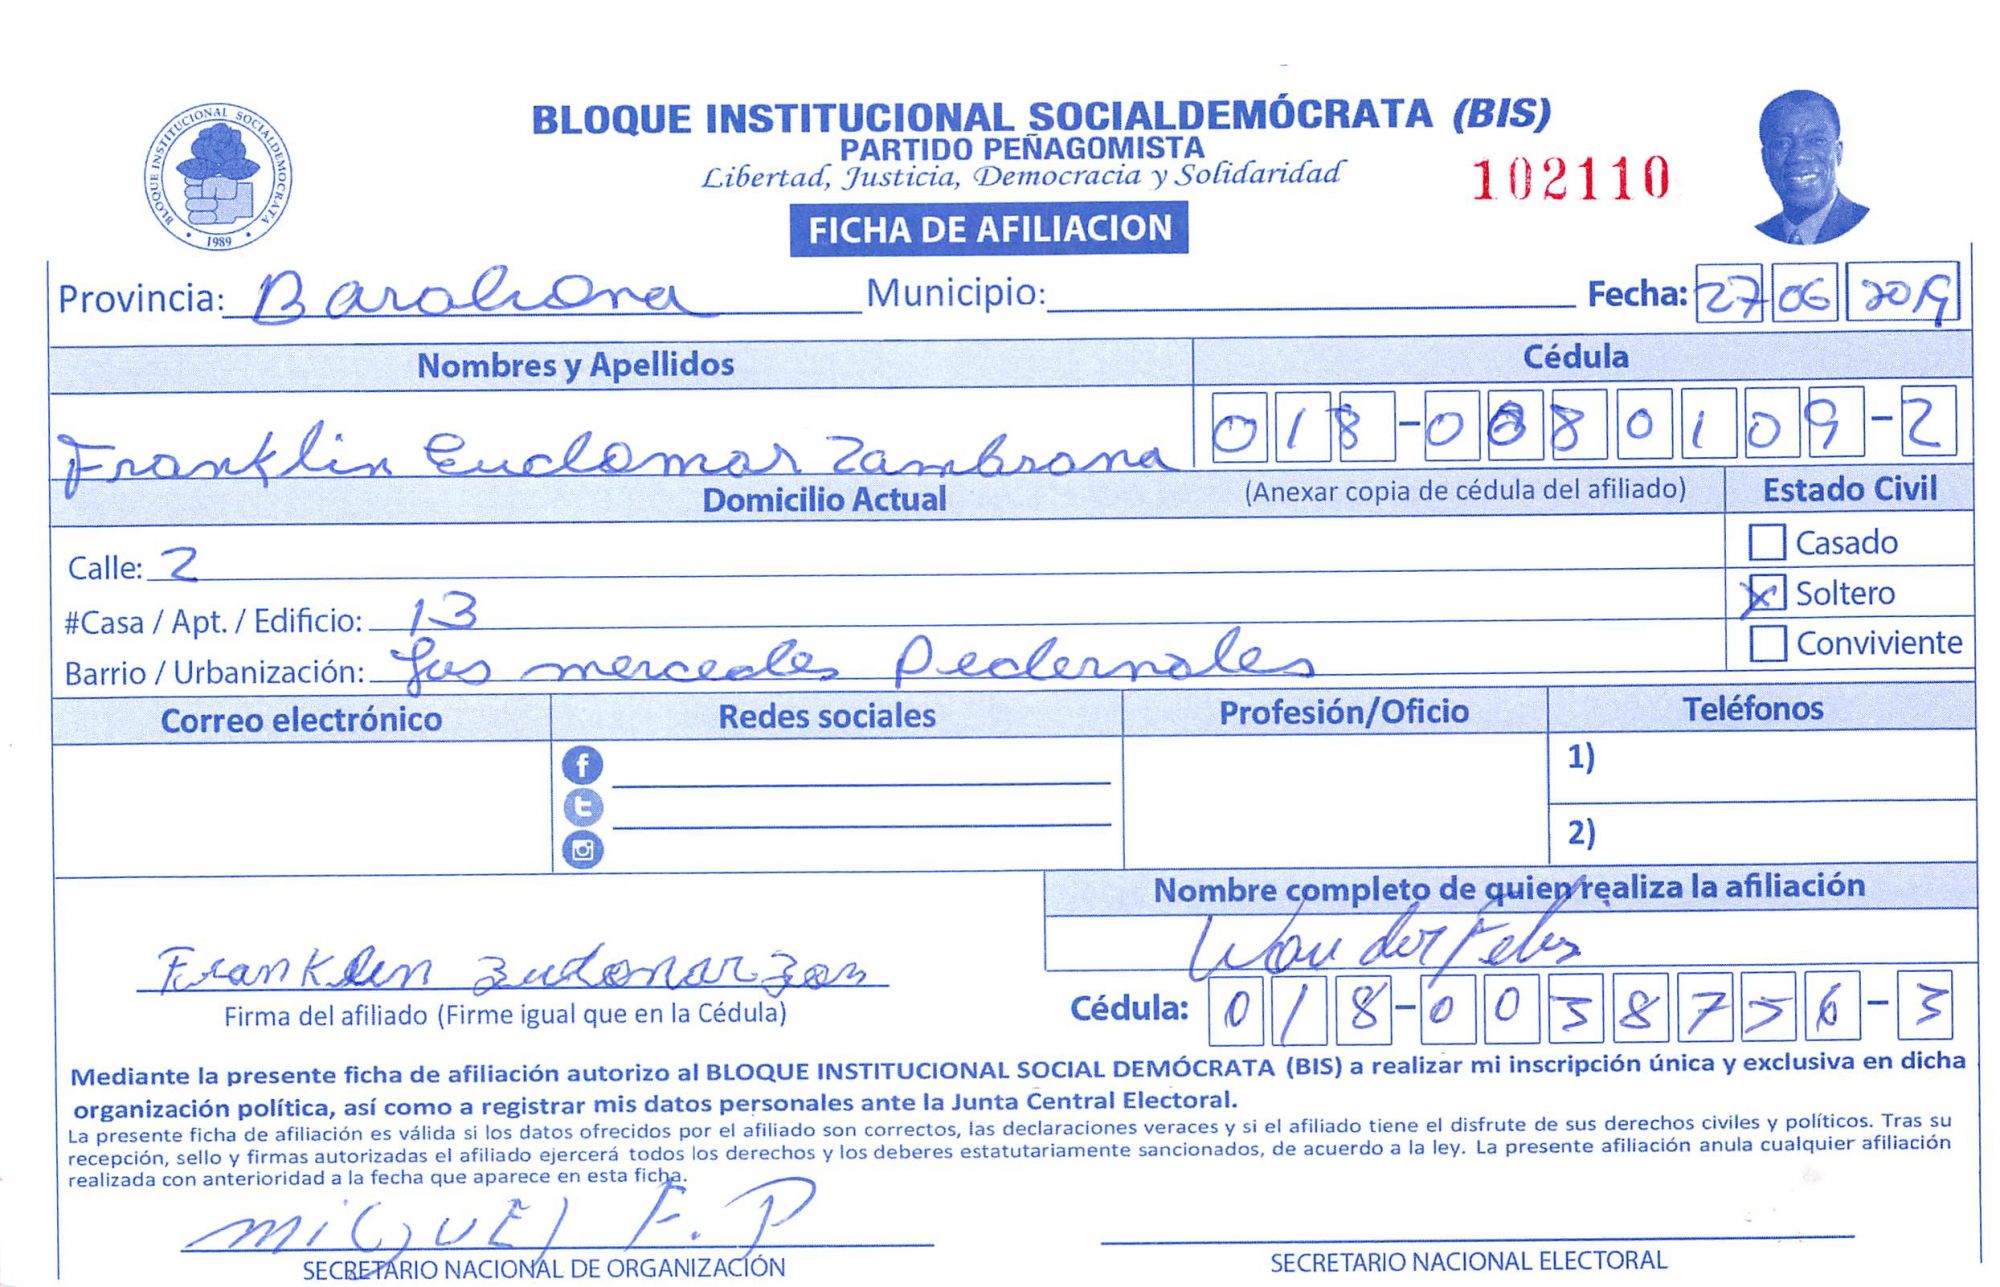 BLOQUE INSTITUCIONAL SOCIALDEMÓCRATA (BIS)
PARTIDO PEÑAGOMISTA
Libertad, Justicia, Democracia y Solidaridad
102110
FICHA DE AFILIACION
BLOQUE INSTITUCIONAL SOCIALDEMOCRATA
1989
Provincia: Barahona Municipio: Fecha: 27 06 2019
Nombres y Apellidos Cédula
Franklin Euclomar Zambrana 018-0080109-2
Domicilio Actual (Anexar copia de cédula del afiliado) Estado Civil
Calle: 2 Casado
#Casa / Apt. / Edificio: 13 X Soltero
Barrio / Urbanización: Las mercedes Pedernales Conviviente
Correo electrónico Redes sociales Profesión/Oficio Teléfonos
1)
2)
Nombre completo de quien realiza la afiliación
Wander Feliz
Franklin
Firma del afiliado (Firme igual que en la Cédula) Cédula: 018-0038756-3
Mediante la presente ficha de afiliación autorizo al BLOQUE INSTITUCIONAL SOCIAL DEMÓCRATA (BIS) a realizar mi inscripción única y exclusiva en dicha
organización política, así como a registrar mis datos personales ante la Junta Central Electoral.
La presente ficha de afiliación es válida si los datos ofrecidos por el afiliado son correctos, las declaraciones veraces y si el afiliado tiene el disfrute de sus derechos civiles y políticos. Tras su
recepción, sello y firmas autorizadas el afiliado ejercerá todos los derechos y los deberes estatutariamente sancionados, de acuerdo a la ley. La presente afiliación anula cualquier afiliación
realizada con anterioridad a la fecha que aparece en esta ficha.
MIGUEL F. P
SECRETARIO NACIONAL DE ORGANIZACIÓN SECRETARIO NACIONAL ELECTORAL